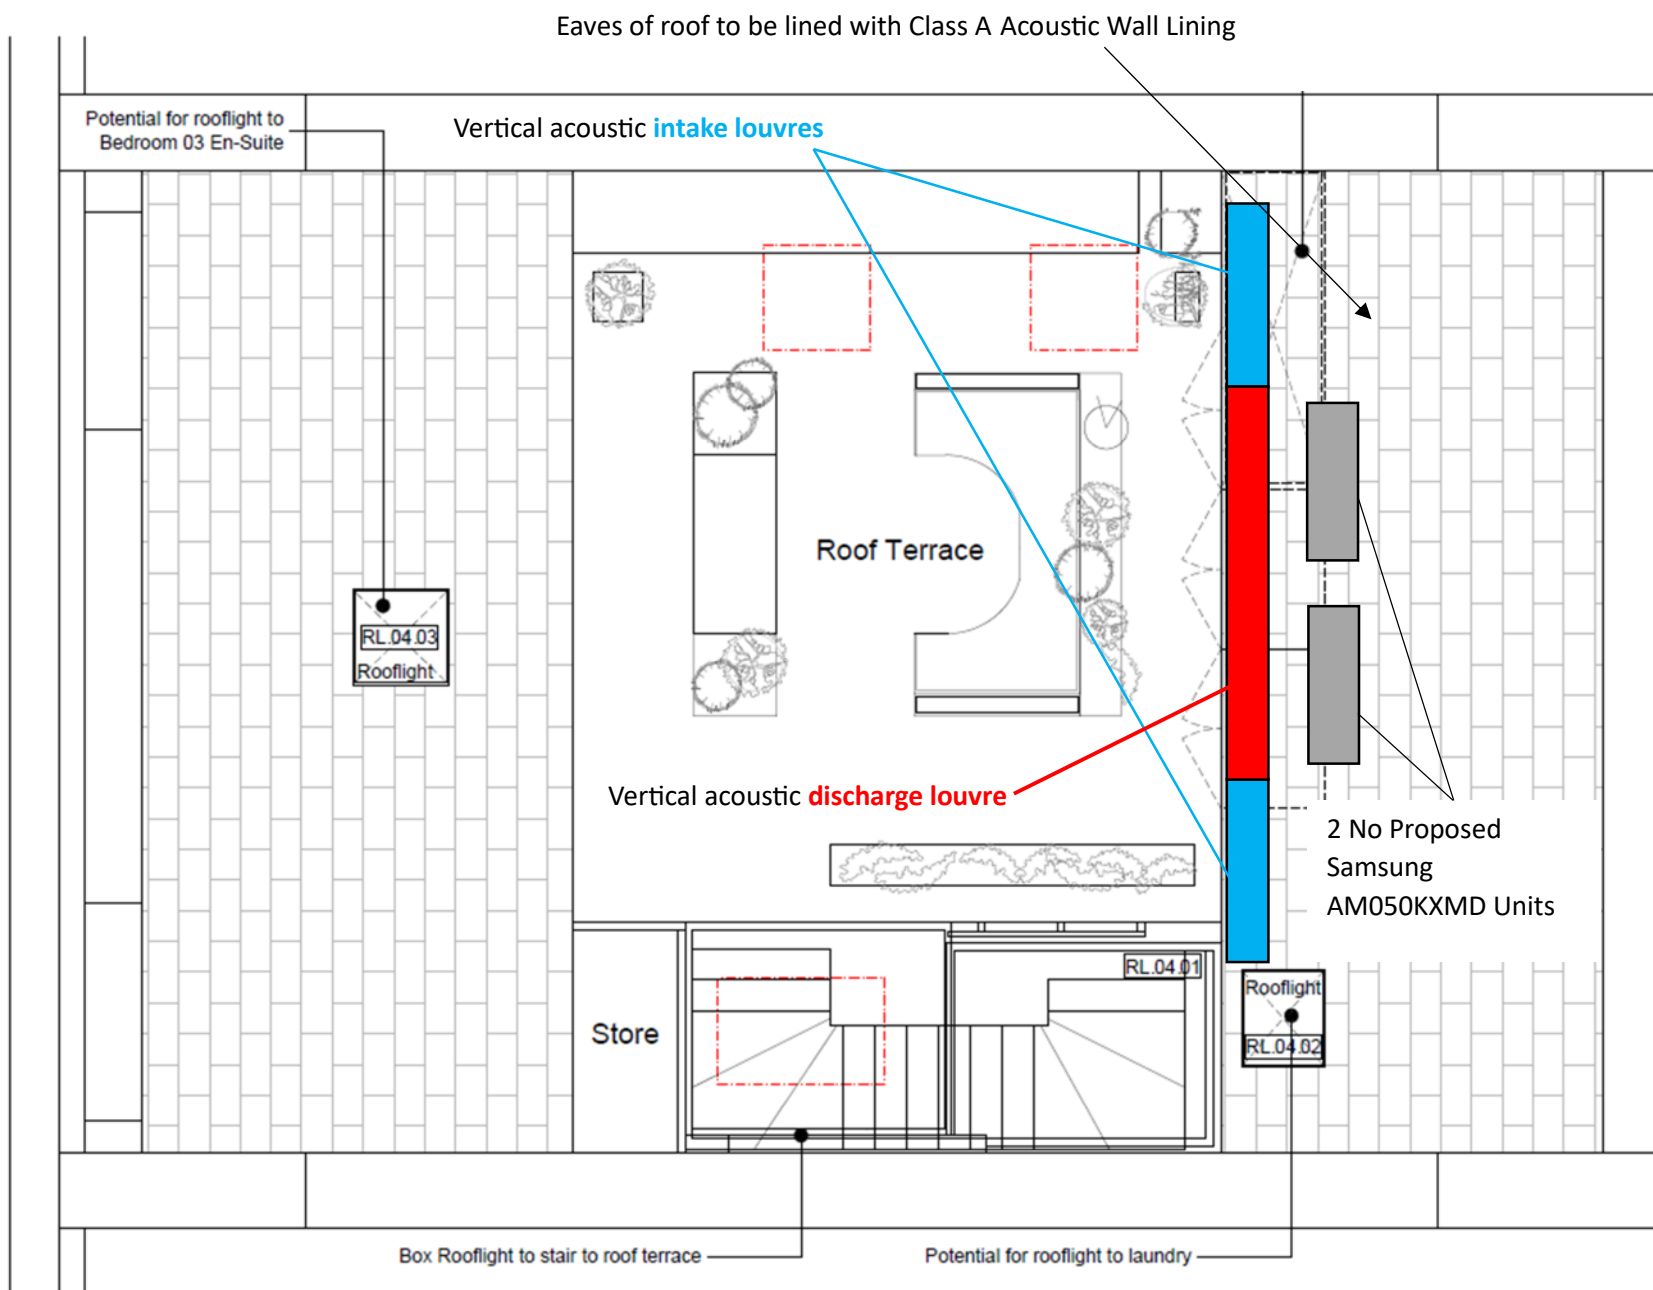 Eaves of roof to be lined with Class A Acoustic Wall Lining
Potential for rooflight to
Bedroom 03 En-Suite
Vertical acoustic intake louvres
Roof Terrace
RL.04.03
Rooflight
Vertical acoustic discharge louvre
2 No Proposed
Samsung
AM050KXMD Units
RL.04.01
Rooflight
RL.04.02
Store
Box Rooflight to stair to roof terrace
Potential for rooflight to laundry